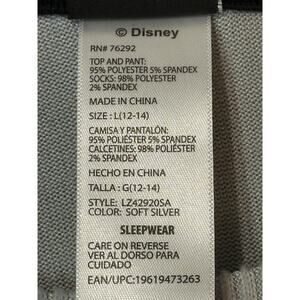 © Disney
RN# 76292
TOP AND PANT:
95% POLYESTER 5% SPANDEX
SOCKS: 98% POLYESTER
2% SPANDEX
MADE IN CHINA
SIZE : L(12-14)
CAMISA Y PANTALÓN:
95% POLIÉSTER 5% SPANDEX
CALCETINES: 98% POLIÉSTER
2% SPANDEX
HECHO EN CHINA
TALLA : G(12-14)
STYLE: LZ42920SA
COLOR: SOFT SILVER
SLEEPWEAR
CARE ON REVERSE
VER AL DORSO PARA
CUIDADO
EAN/UPC:19619473263